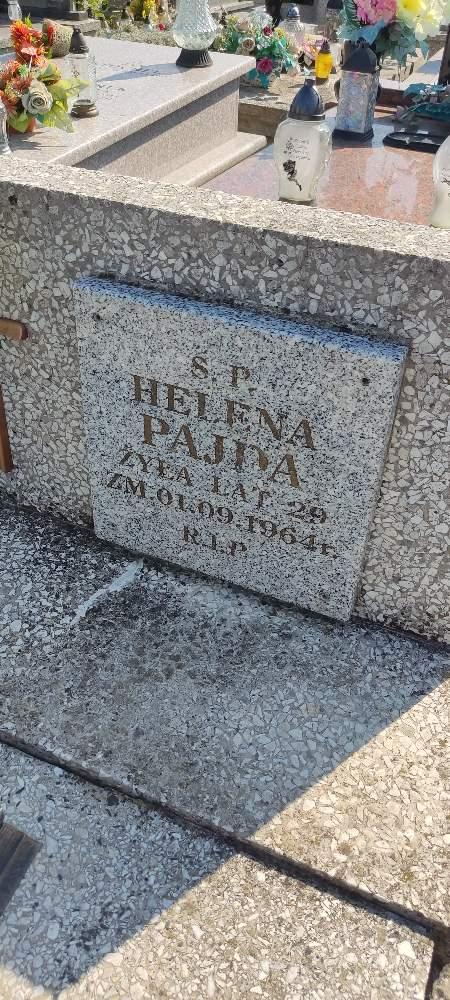 Ś. P.
HELENA
PAJDA
ŻYŁA LAT 29
ZM. 01.09.1964r.
R.I.P.